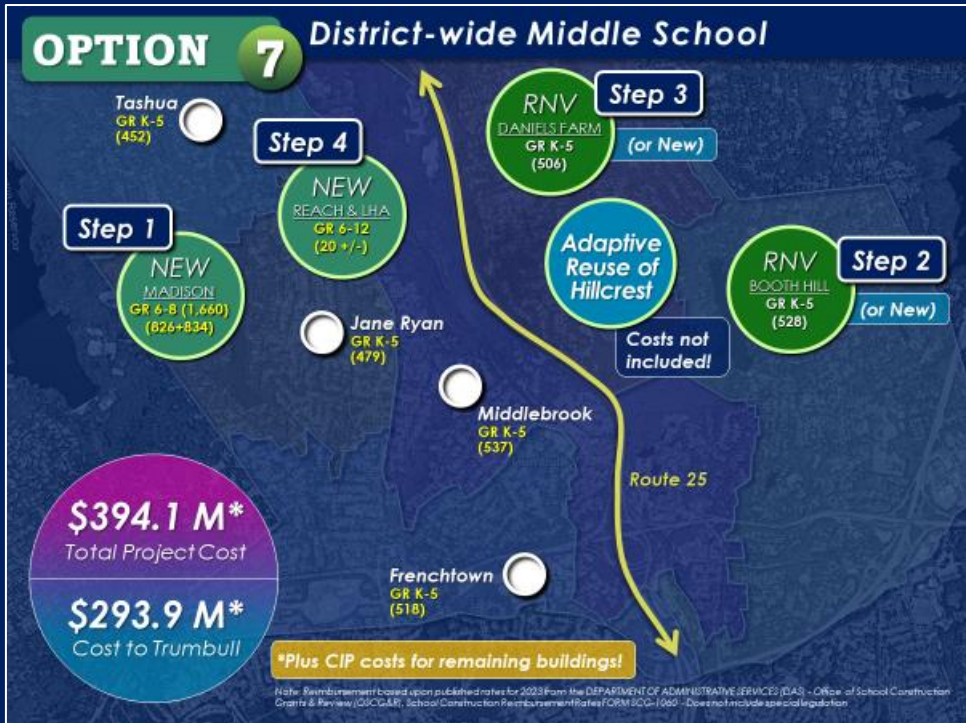 OPTION 7
District-wide Middle School
Tashua
GR K-5
(452)
Step 4
NEW
REACH & LHA
GR 6-12
(20 +/-)
Step 1
NEW
MADISON
GR 6-8 (1,660)
(826+834)
Step 3
RNV
DANIELS FARM
GR K-5
(506)
(or New)
Adaptive
Reuse of
Hillcrest
Costs not
included!
Step 2
RNV
BOOTH HILL
GR K-5
(528)
(or New)
Jane Ryan
GR K-5
(479)
Middlebrook
GR K-5
(537)
Route 25
$394.1 M*
Total Project Cost
$293.9 M*
Cost to Trumbull
Frenchtown
GR K-5
(518)
*Plus CIP costs for remaining buildings!
Note: Reimbursement based upon published rates for 2023 from the DEPARTMENT OF ADMINISTRATIVE SERVICES (DAS) - Office of School Construction
Grants & Review (OSCG&R), School Construction Reimbursement Rates FORM SCG-1060 - Does not include special legislation